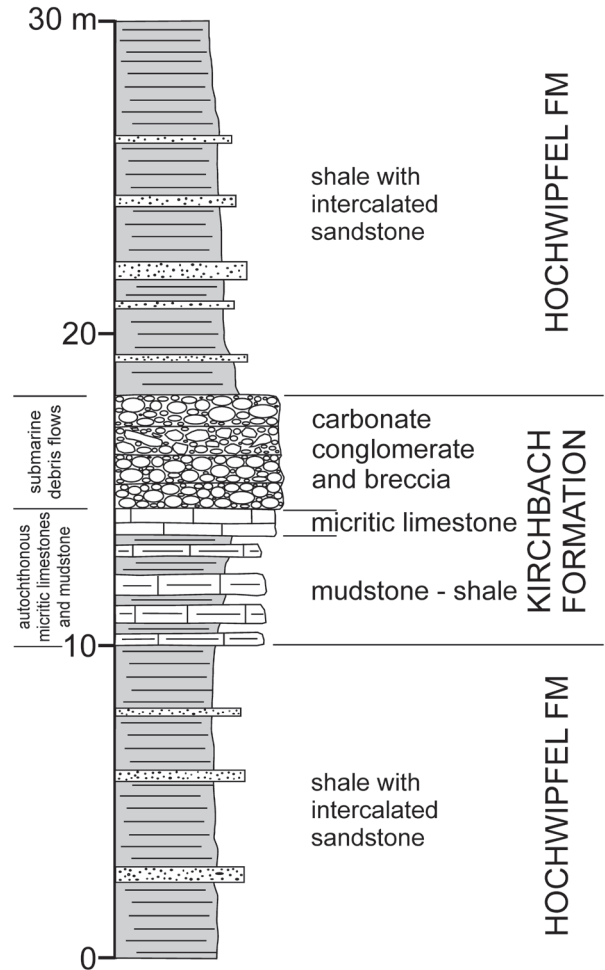 30 m
shale with
intercalated
sandstone
HOCHWIPFEL FM
20
submarine
debris flows
carbonate
conglomerate
and breccia
micritic limestone
KIRCHBACH
FORMATION
autochthonous
micritic limestones
and mudstone
mudstone - shale
10
shale with
intercalated
sandstone
HOCHWIPFEL FM
0